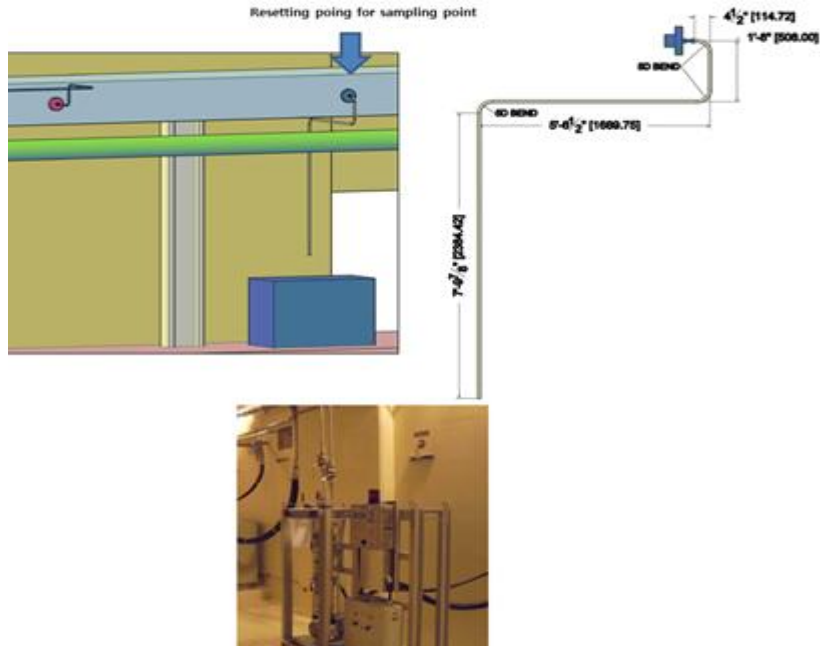 Resetting poing for sampling point
4½" [114.72]
1'-8" [508.00]
5D BEND
5D BEND
5'-6½" [1689.75]
7'-9⅞" [2384.42]